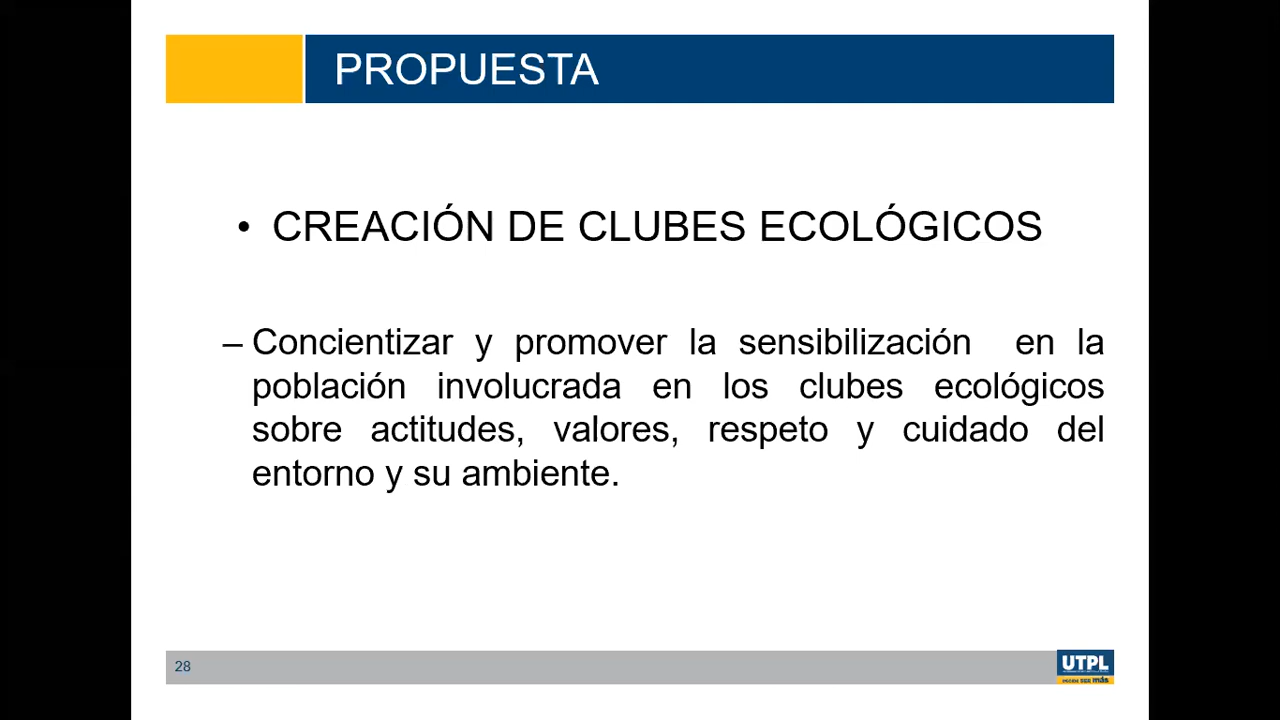 PROPUESTA
• CREACIÓN DE CLUBES ECOLÓGICOS
– Concientizar y promover la sensibilización en la
población involucrada en los clubes ecológicos
sobre actitudes, valores, respeto y cuidado del
entorno y su ambiente.
28
UTPL
más